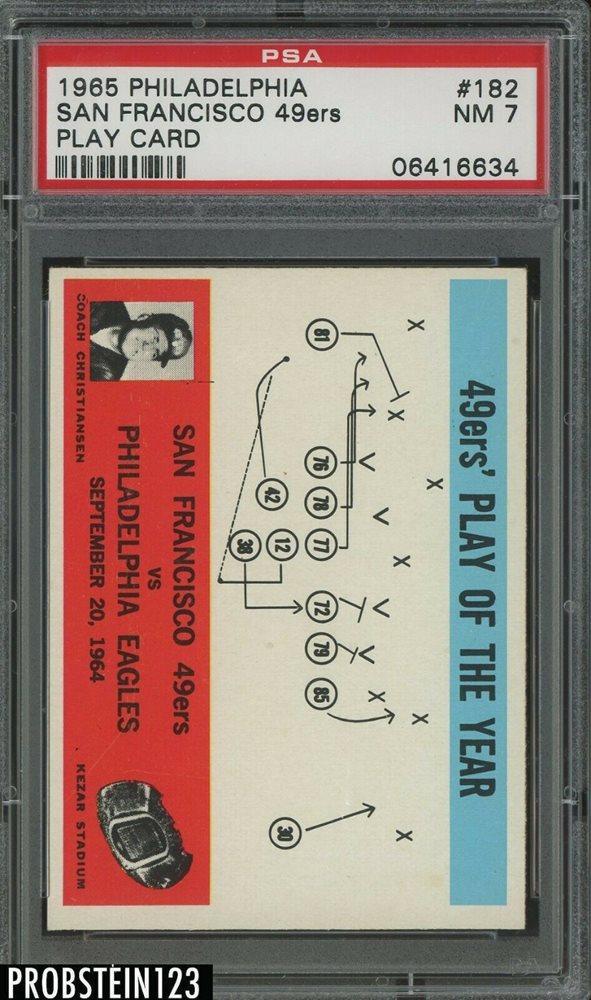 PSA
1965 PHILADELPHIA #182
SAN FRANCISCO 49ers NM 7
PLAY CARD
06416634
49ers' PLAY OF THE YEAR
X
81
X
76
V
X
42
78
V
38
12
77
X
72
V
79
V
85
X
X
30
X
SAN FRANCISCO 49ers
vs
PHILADELPHIA EAGLES
SEPTEMBER 20, 1964
COACH CHRISTIANSEN
KEZAR STADIUM
PROBSTEIN123